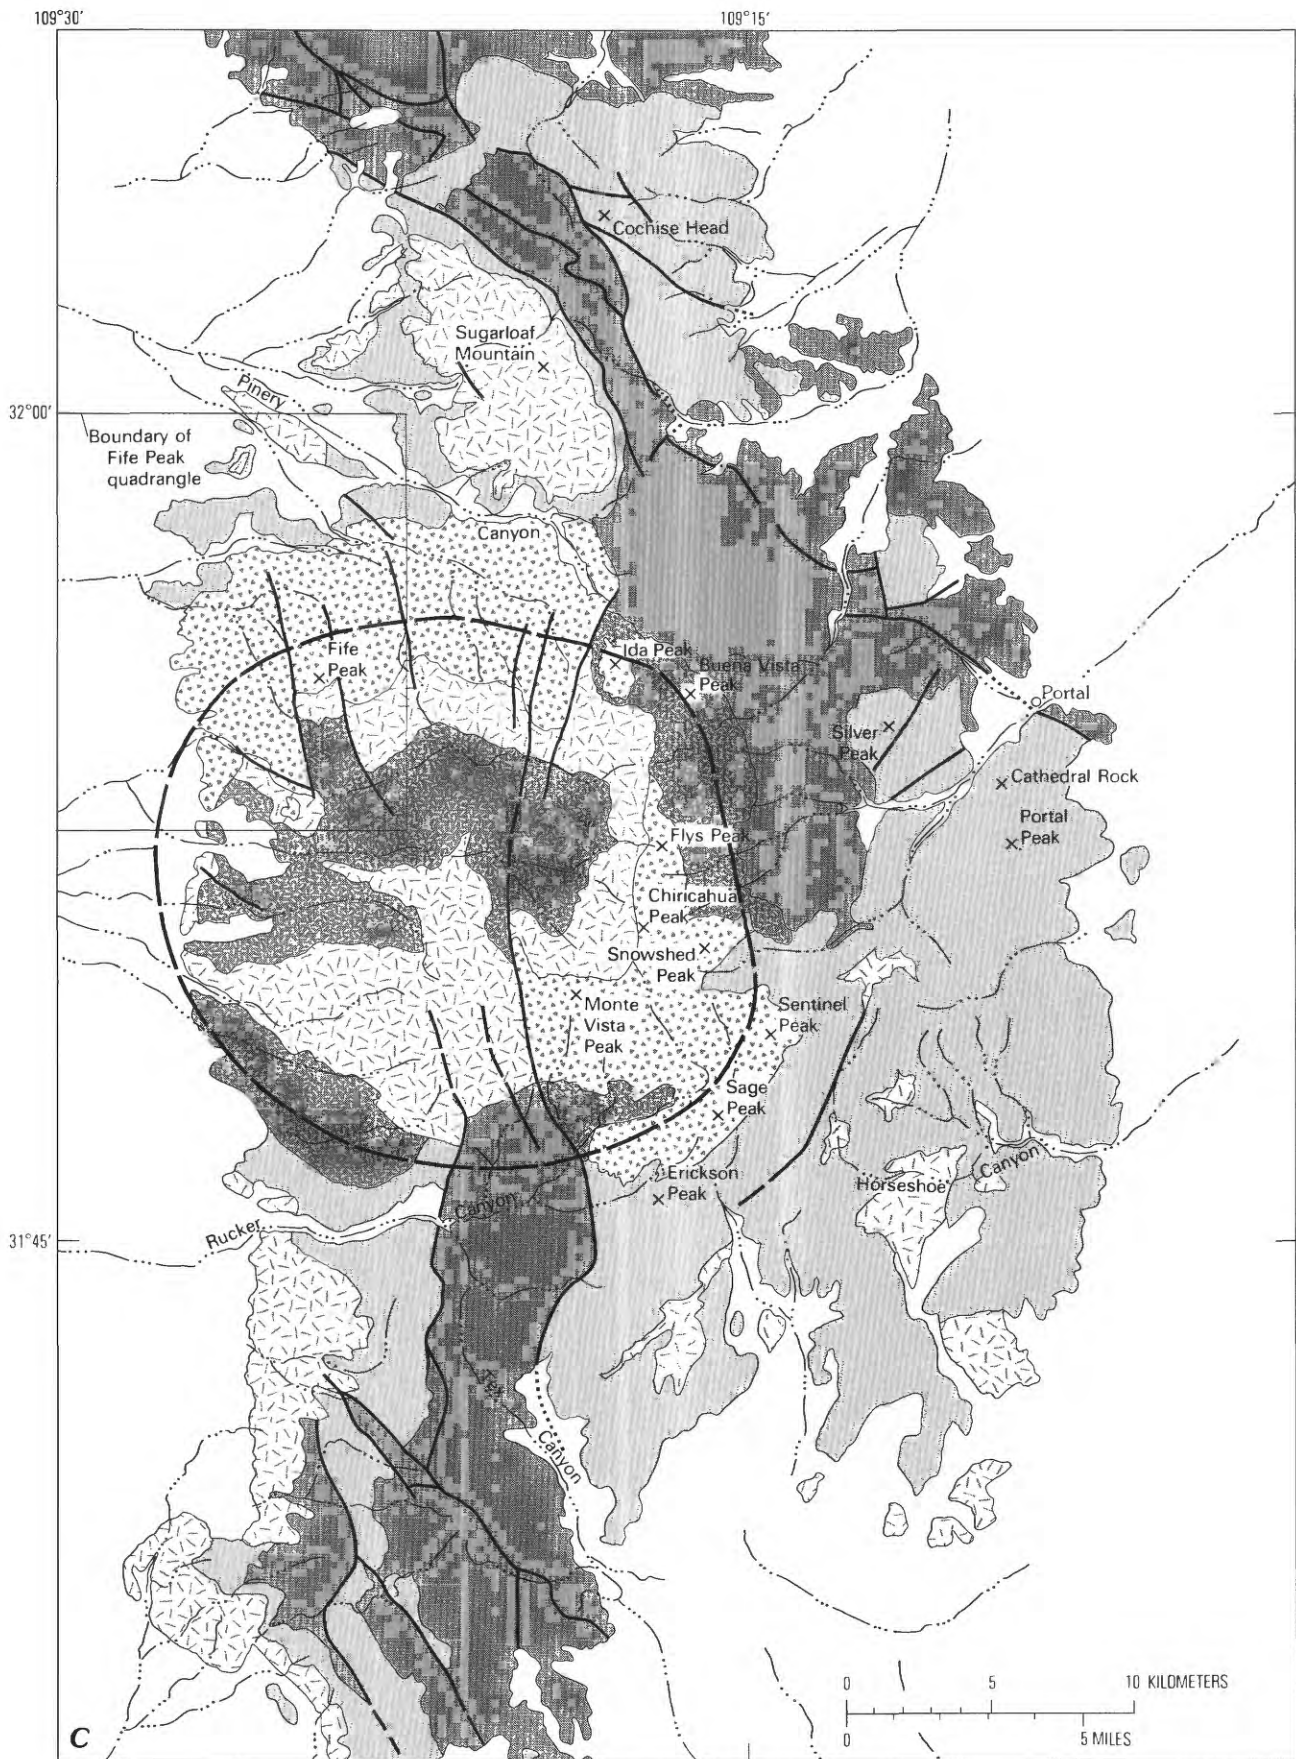 109°30'
109°15'
Cochise Head
Sugarloaf
Mountain
Pinery
32°00'
Boundary of
Fife Peak
quadrangle
Canyon
Fife
Peak
Ida Peak
Buena Vista
Peak
Portal
Silver
Peak
Cathedral Rock
Portal
Peak
Flys Peak
Chiricahua
Peak
Snowshed
Peak
Monte
Vista
Peak
Sentinel
Peak
Sage
Peak
Erickson
Peak
Horseshoe
Canyon
Canyon
Rucker
31°45'
Tex
Canyon
0 5 10 KILOMETERS
0 5 MILES
C